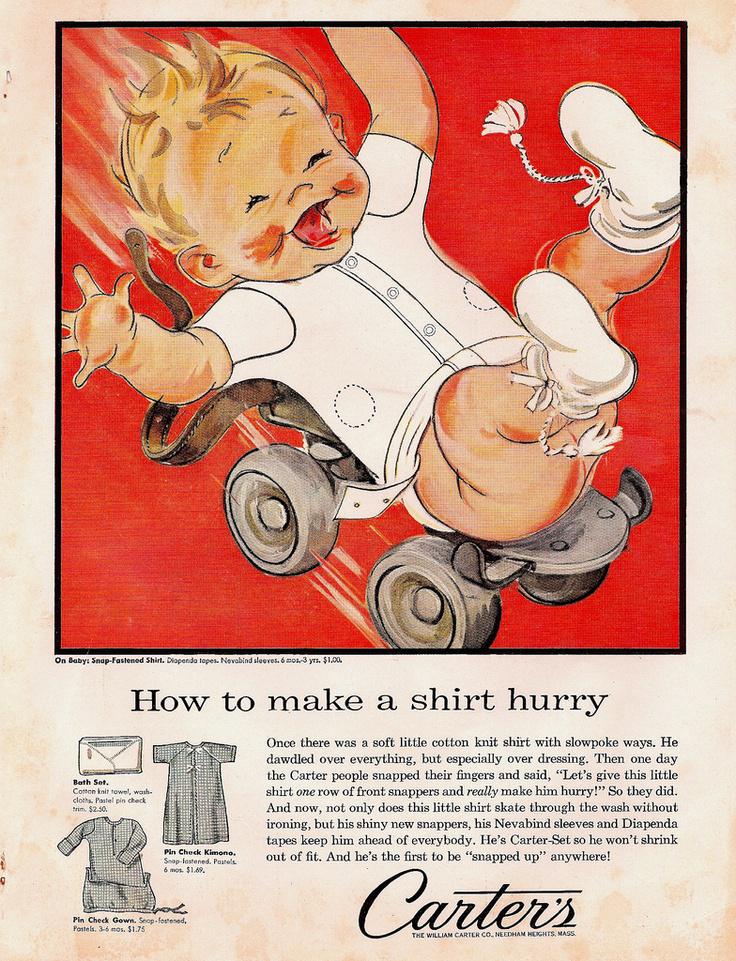 On Baby: Snap-Fastened Shirt. Diapenda tapes. Nevabind sleeves. 6 mos.-3 yrs. $1.00.
How to make a shirt hurry
Bath Set.
Cotton knit towel, wash-
cloths. Pastel pin check
trim. $2.50.
Pin Check Kimono.
Snap-fastened. Pastels.
6 mos. $1.69.
Pin Check Gown. Snap-fastened.
Pastels. 3-6 mos. $1.75
Once there was a soft little cotton knit shirt with slowpoke ways. He
dawdled over everything, but especially over dressing. Then one day
the Carter people snapped their fingers and said, “Let’s give this little
shirt one row of front snappers and really make him hurry!” So they did.
And now, not only does this little shirt skate through the wash without
ironing, but his shiny new snappers, his Nevabind sleeves and Diapenda
tapes keep him ahead of everybody. He’s Carter-Set so he won’t shrink
out of fit. And he’s the first to be “snapped up” anywhere!
Carter's
THE WILLIAM CARTER CO., NEEDHAM HEIGHTS, MASS.